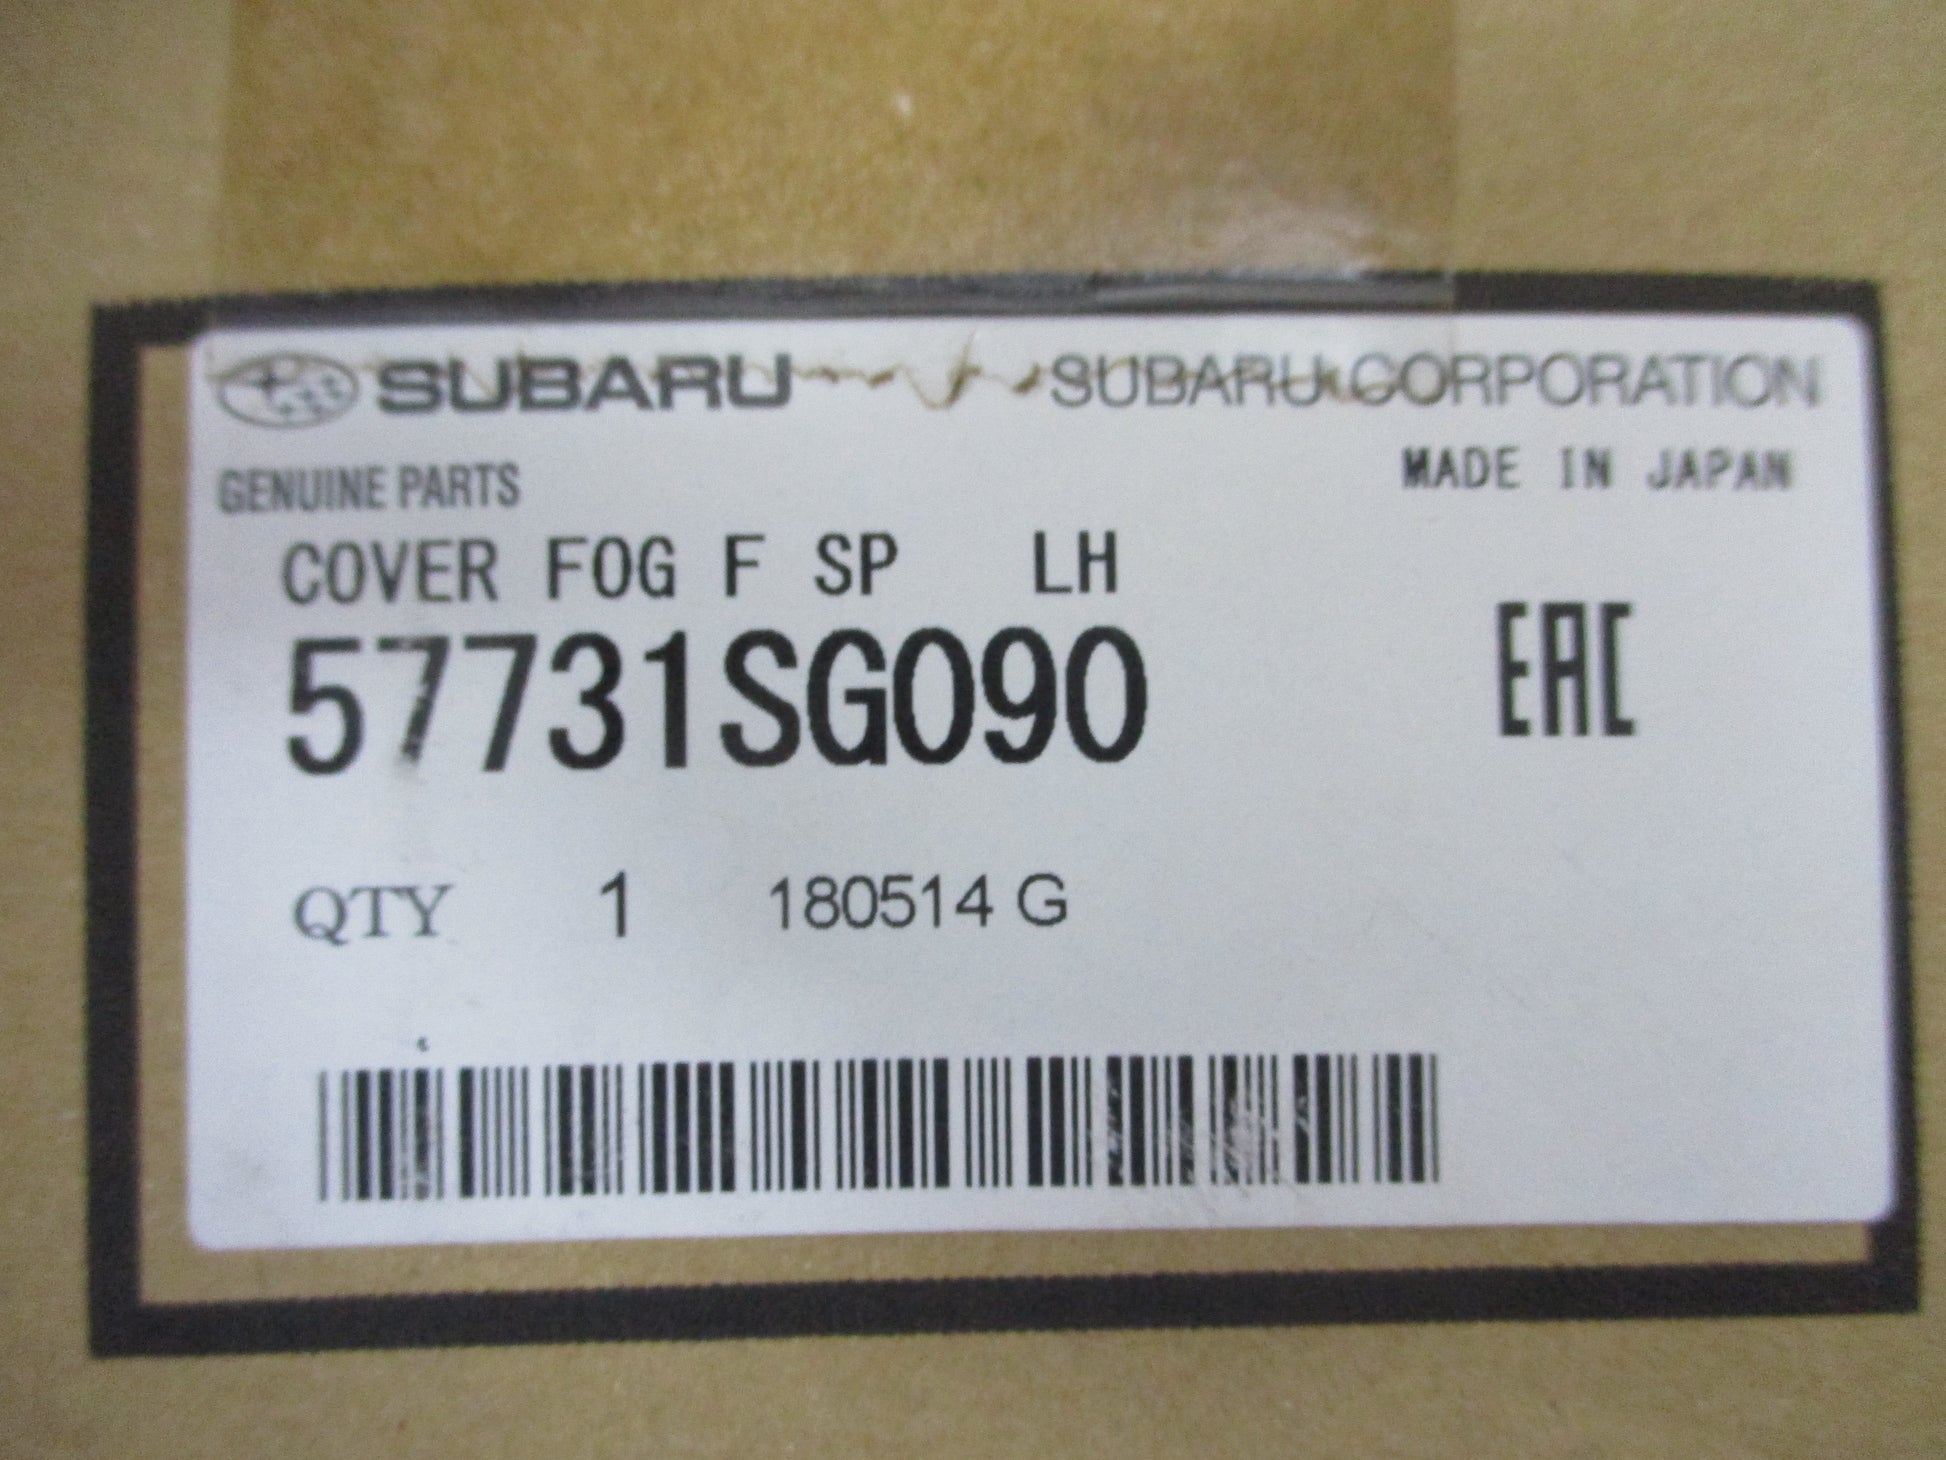 SUBARU SUBARU CORPORATION
GENUINE PARTS MADE IN JAPAN
COVER FOG F SP LH
57731SG090 EAC
QTY 1 180514 G